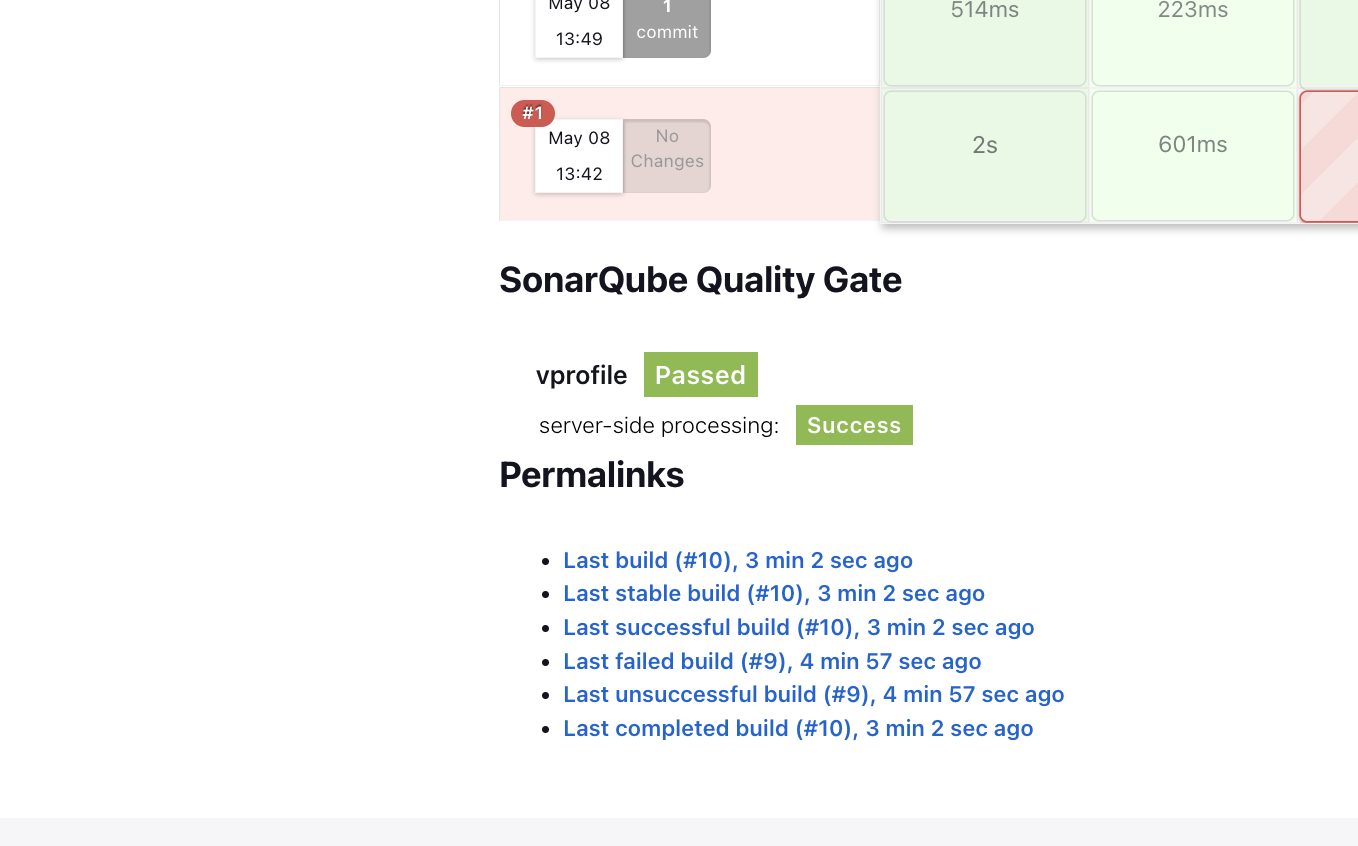 May 08
13:49
1
commit
514ms
223ms
#1
May 08
13:42
No
Changes
2s
601ms
SonarQube Quality Gate
vprofile Passed
server-side processing: Success
Permalinks
Last build (#10), 3 min 2 sec ago
Last stable build (#10), 3 min 2 sec ago
Last successful build (#10), 3 min 2 sec ago
Last failed build (#9), 4 min 57 sec ago
Last unsuccessful build (#9), 4 min 57 sec ago
Last completed build (#10), 3 min 2 sec ago